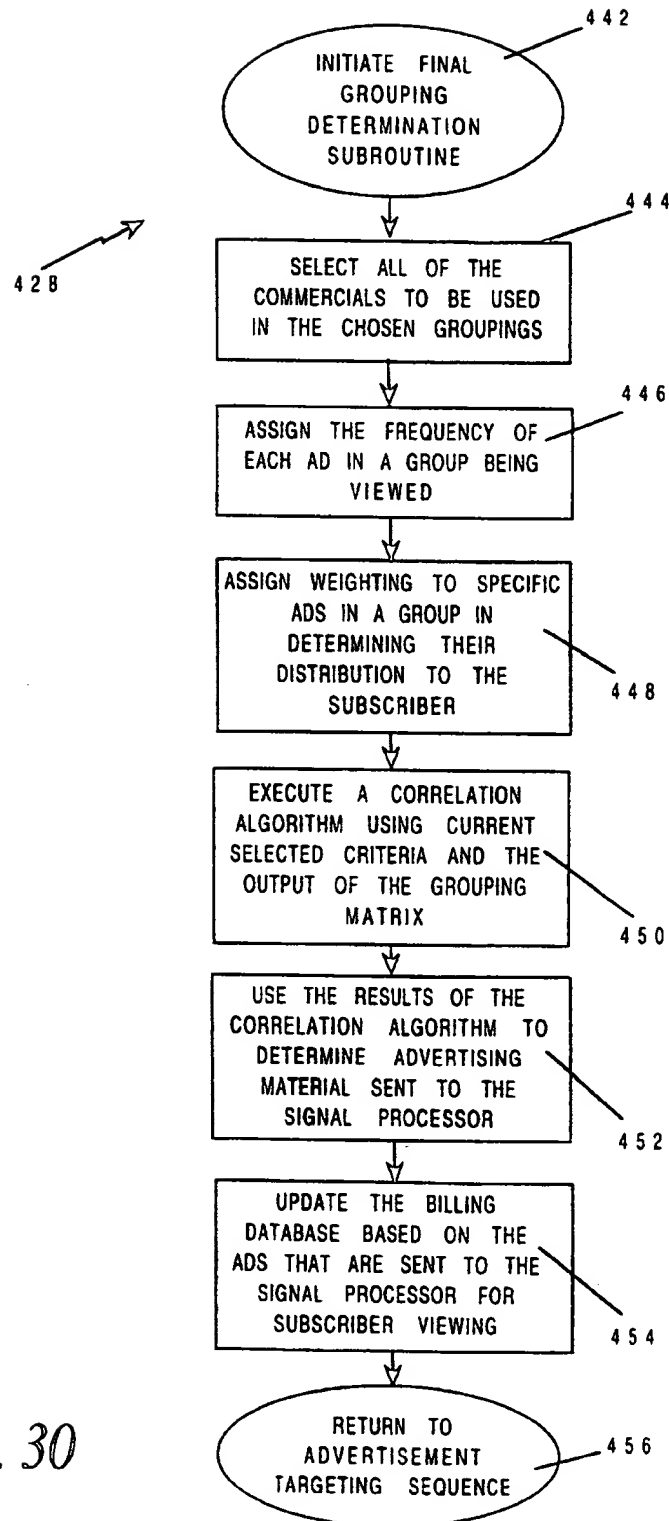 442
INITIATE FINAL
GROUPING
DETERMINATION
SUBROUTINE
428
444
SELECT ALL OF THE
COMMERCIALS TO BE USED
IN THE CHOSEN GROUPINGS
446
ASSIGN THE FREQUENCY OF
EACH AD IN A GROUP BEING
VIEWED
ASSIGN WEIGHTING TO SPECIFIC
ADS IN A GROUP IN
DETERMINING THEIR
DISTRIBUTION TO THE
SUBSCRIBER
448
EXECUTE A CORRELATION
ALGORITHM USING CURRENT
SELECTED CRITERIA AND THE
OUTPUT OF THE GROUPING
MATRIX
450
USE THE RESULTS OF THE
CORRELATION ALGORITHM TO
DETERMINE ADVERTISING
MATERIAL SENT TO THE
SIGNAL PROCESSOR
452
UPDATE THE BILLING
DATABASE BASED ON THE
ADS THAT ARE SENT TO THE
SIGNAL PROCESSOR FOR
SUBSCRIBER VIEWING
454
RETURN TO
ADVERTISEMENT
TARGETING SEQUENCE
456
. 30